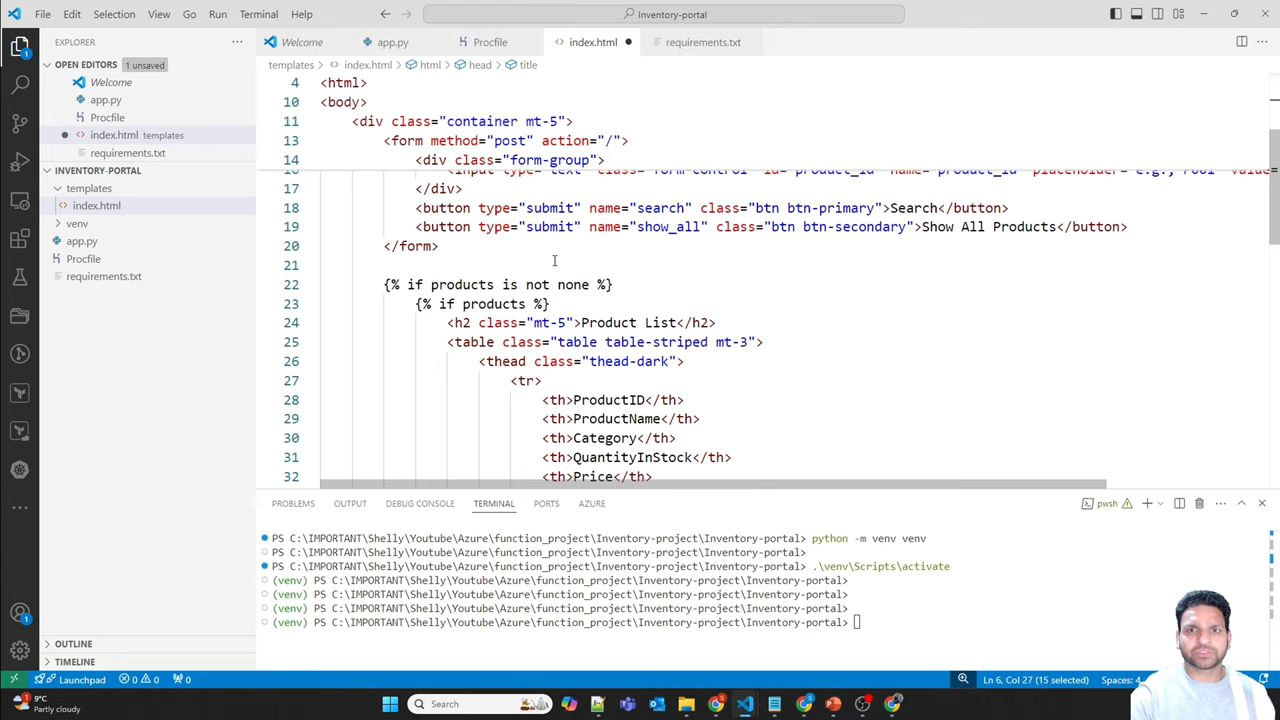 File Edit Selection View Go Run Terminal Help
Inventory-portal
EXPLORER
Welcome
app.py
Procfile
index.html
requirements.txt
OPEN EDITORS 1 unsaved
Welcome
app.py
Procfile
index.html templates
requirements.txt
INVENTORY-PORTAL
templates
index.html
venv
app.py
Procfile
requirements.txt
OUTLINE
TIMELINE
templates > index.html > html > head > title
4 <html>
10 <body>
11 <div class="container mt-5">
13 <form method="post" action="/">
14 <div class="form-group">
17 </div>
18 <button type="submit" name="search" class="btn btn-primary">Search</button>
19 <button type="submit" name="show_all" class="btn btn-secondary">Show All Products</button>
20 </form>
21
22 {% if products is not none %}
23 {% if products %}
24 <h2 class="mt-5">Product List</h2>
25 <table class="table table-striped mt-3">
26 <thead class="thead-dark">
27 <tr>
28 <th>ProductID</th>
29 <th>ProductName</th>
30 <th>Category</th>
31 <th>QuantityInStock</th>
32 <th>Price</th>
PROBLEMS OUTPUT DEBUG CONSOLE TERMINAL PORTS AZURE
pwsh
PS C:\IMPORTANT\Shelly\Youtube\Azure\function_project\Inventory-project\Inventory-portal> python -m venv venv
PS C:\IMPORTANT\Shelly\Youtube\Azure\function_project\Inventory-project\Inventory-portal>
PS C:\IMPORTANT\Shelly\Youtube\Azure\function_project\Inventory-project\Inventory-portal> .\venv\Scripts\activate
(venv) PS C:\IMPORTANT\Shelly\Youtube\Azure\function_project\Inventory-project\Inventory-portal>
(venv) PS C:\IMPORTANT\Shelly\Youtube\Azure\function_project\Inventory-project\Inventory-portal>
(venv) PS C:\IMPORTANT\Shelly\Youtube\Azure\function_project\Inventory-project\Inventory-portal>
(venv) PS C:\IMPORTANT\Shelly\Youtube\Azure\function_project\Inventory-project\Inventory-portal>
Launchpad 0 0 0
Ln 6, Col 27 (15 selected) Spaces: 4
9°C
Partly cloudy
Search